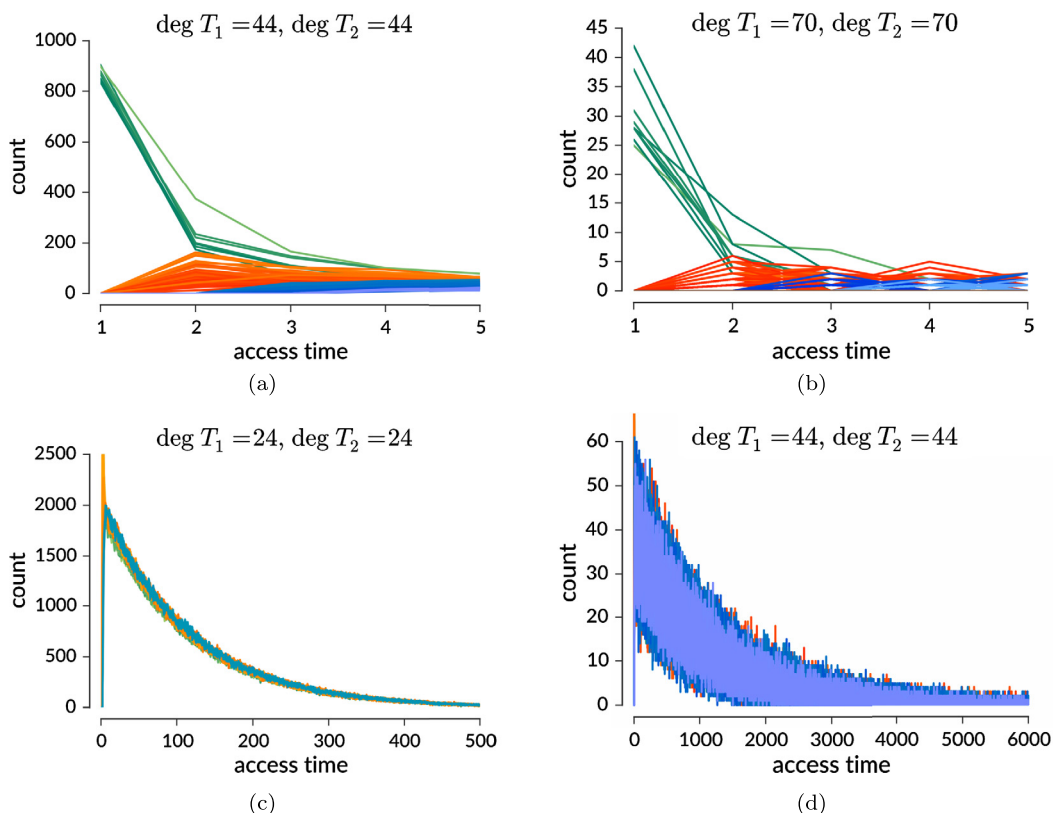 deg T₁ =44, deg T₂ =44
1000
800
600
400
200
0
count
1 2 3 4 5
access time
(a)
deg T₁ =70, deg T₂ =70
45
40
35
30
25
20
15
10
5
0
count
1 2 3 4 5
access time
(b)
deg T₁ =24, deg T₂ =24
2500
2000
1500
1000
500
0
count
0 100 200 300 400 500
access time
(c)
deg T₁ =44, deg T₂ =44
60
50
40
30
20
10
0
count
0 1000 2000 3000 4000 5000 6000
access time
(d)